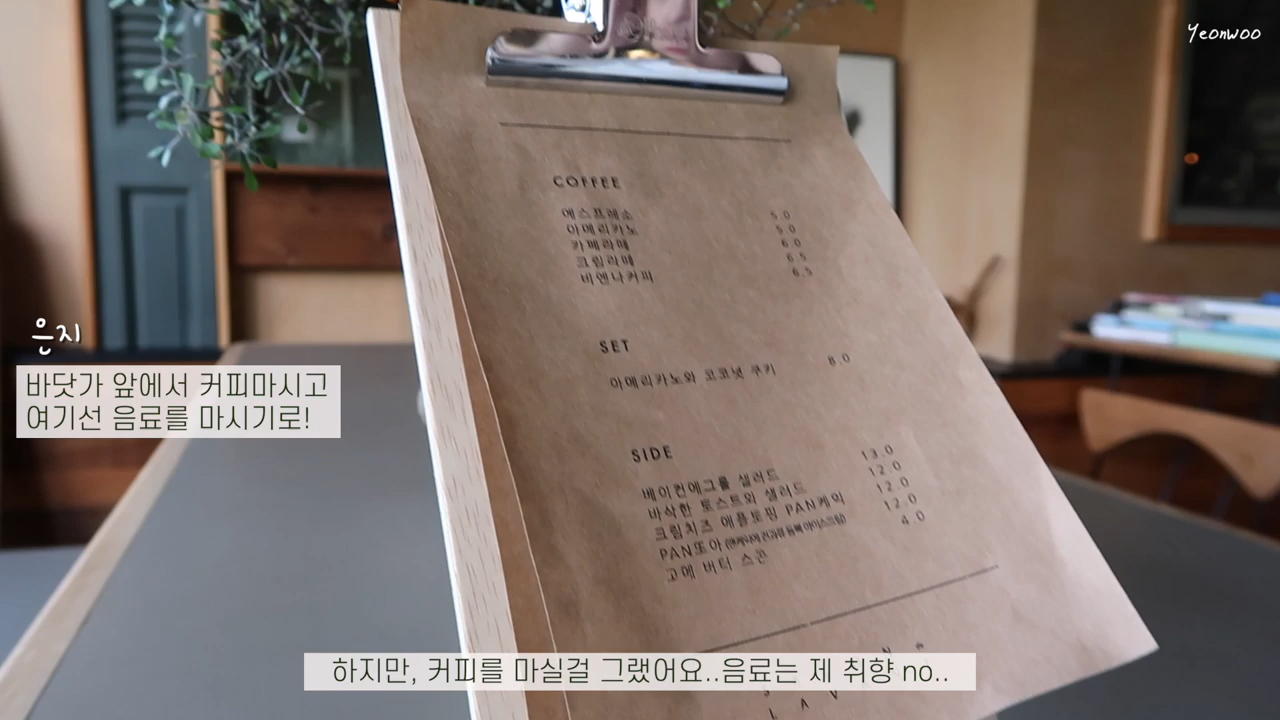 Yeonwoo
COFFEE
에스프레소 5.0
아메리카노 5.0
카페라떼 6.0
크림라떼 6.5
비엔나커피 6.5
SET
아메리카노와 코코넛 쿠키 8.0
SIDE
베이컨에그롤 샐러드 13.0
바삭한 토스트와 샐러드 12.0
크림치즈 애플토핑 PAN케익 12.0
PAN또아 12.0
고메 버터 스콘 4.0
L A V
은지
바닷가 앞에서 커피마시고
여기선 음료를 마시기로!
하지만, 커피를 마실걸 그랬어요..음료는 제 취향 no..